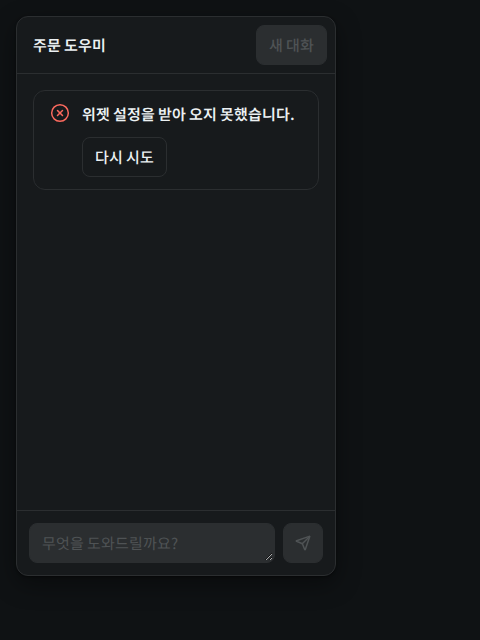 주문 도우미
새 대화
위젯 설정을 받아 오지 못했습니다.
다시 시도
무엇을 도와드릴까요?